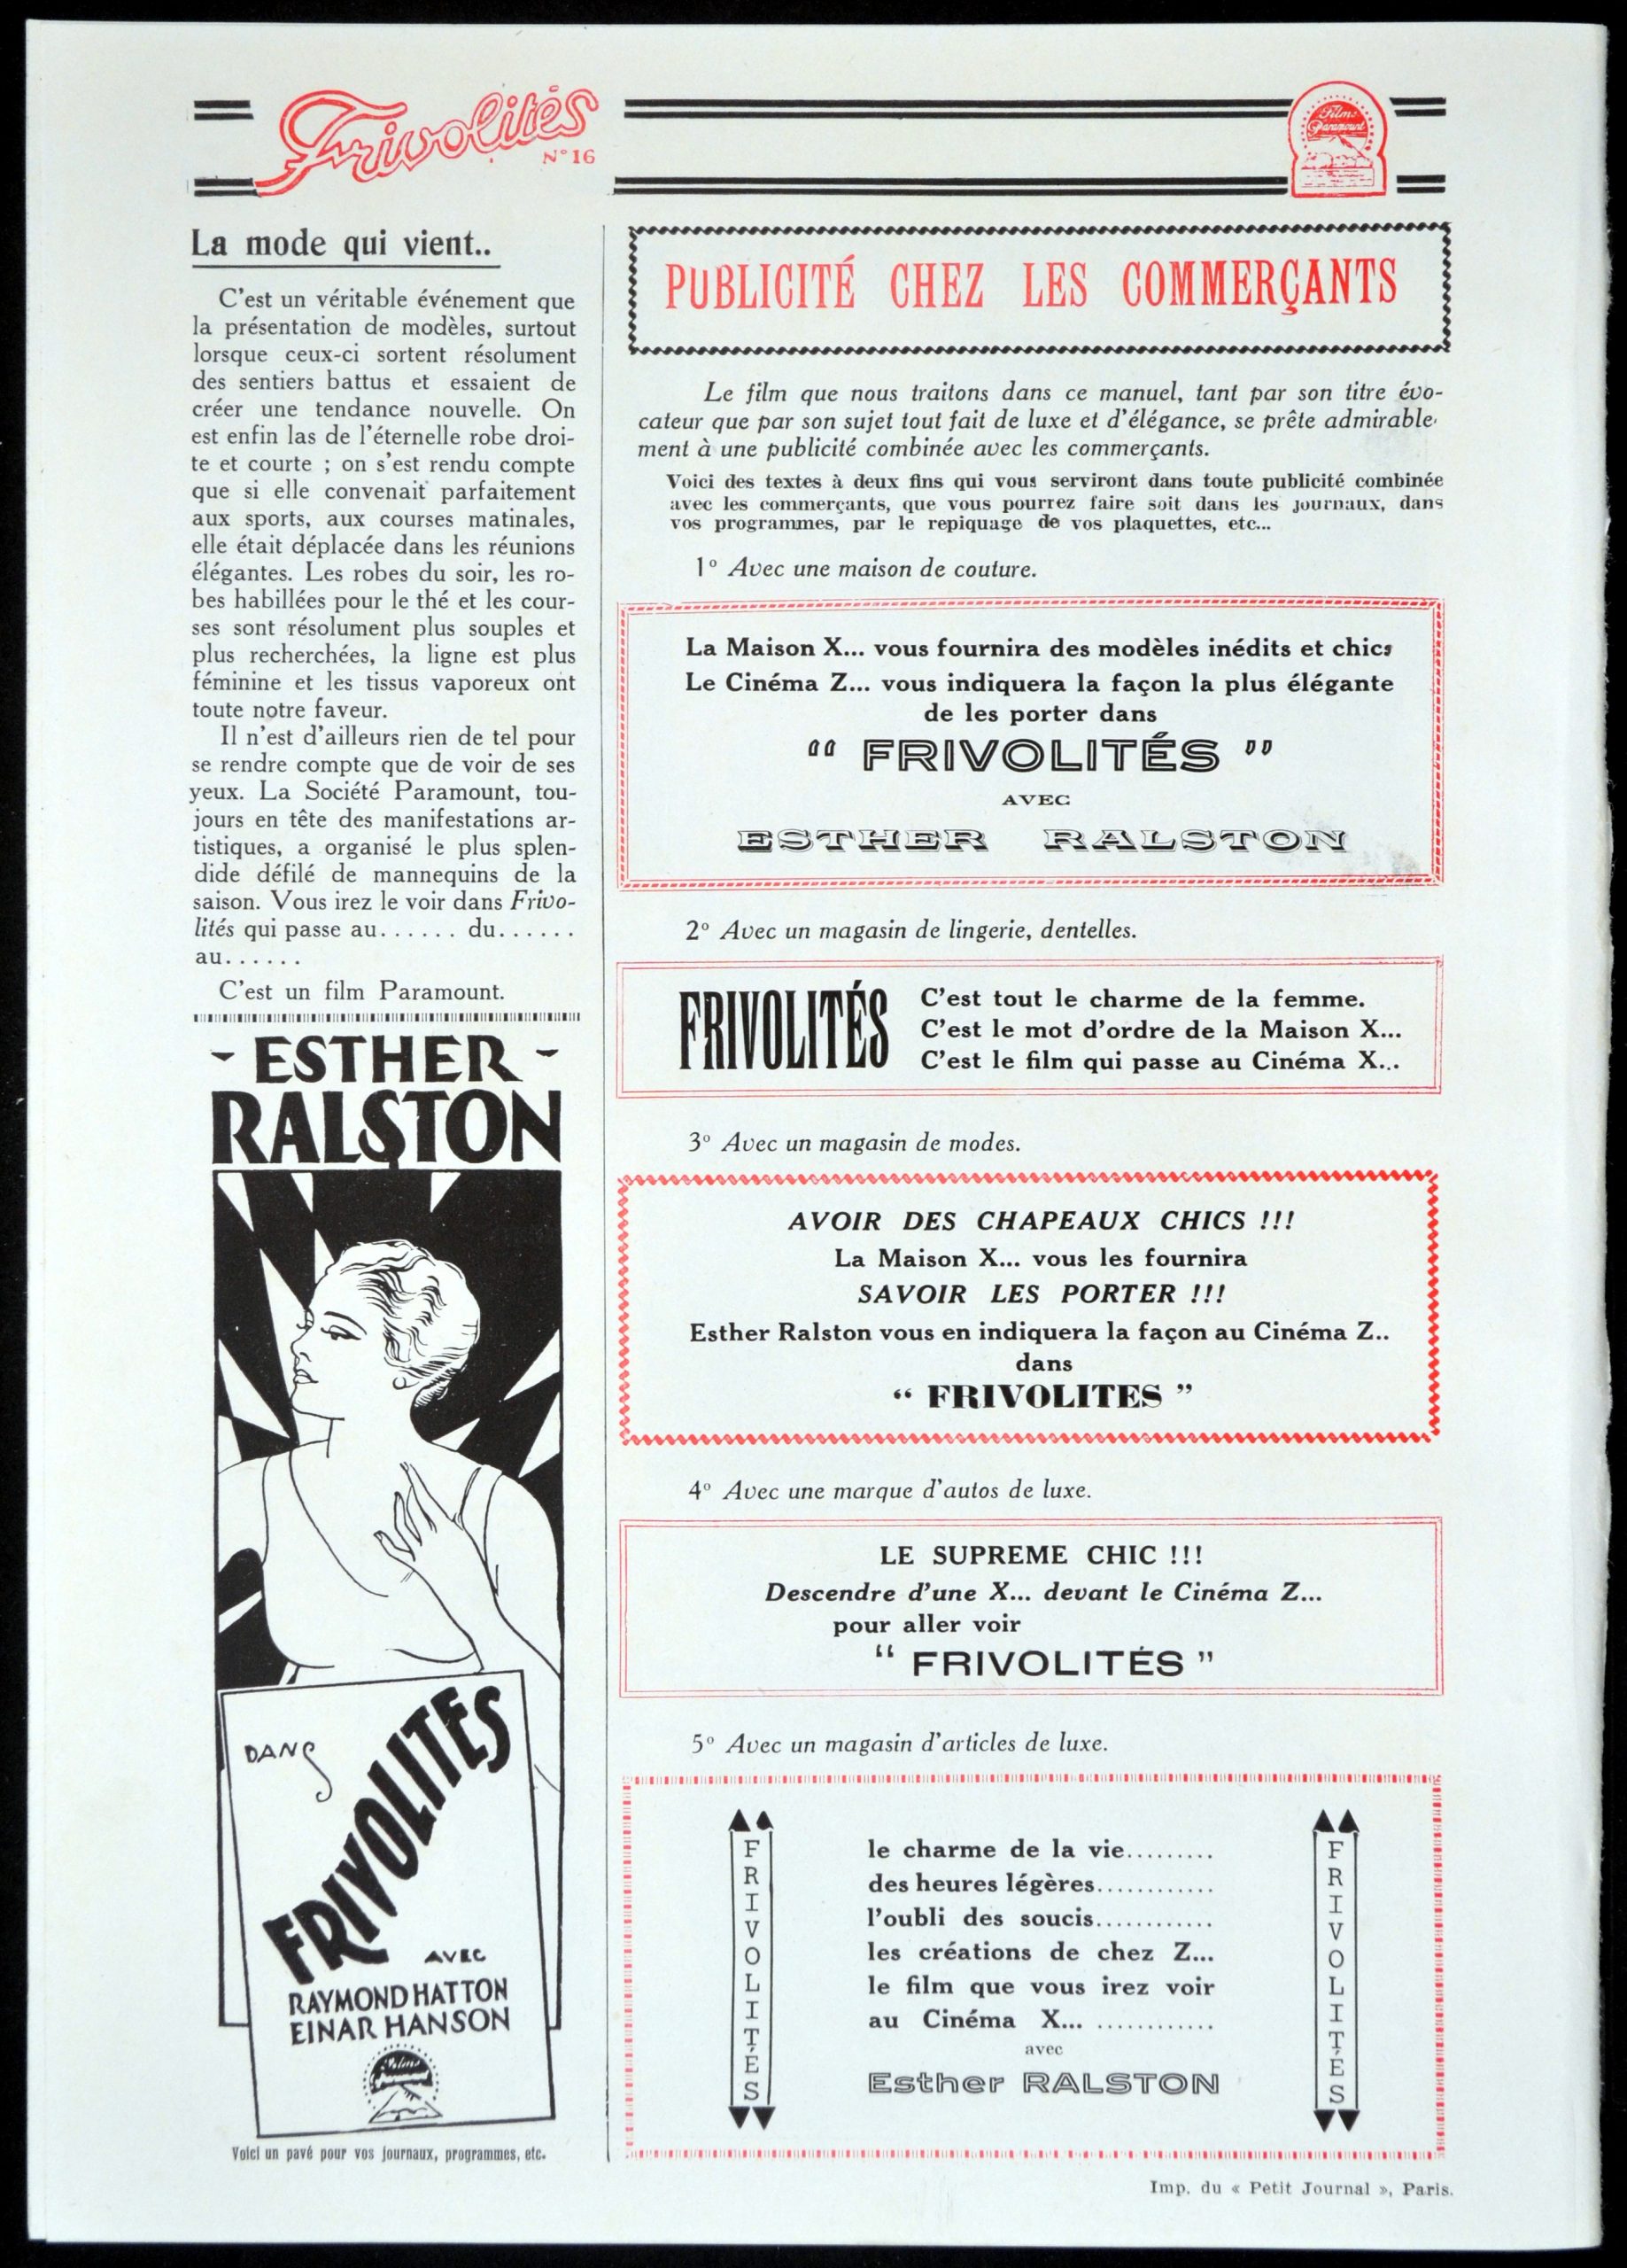 Frivolités
N° 16
Films
Paramount
La mode qui vient..
C'est un véritable événement que
la présentation de modèles, surtout
lorsque ceux-ci sortent résolument
des sentiers battus et essaient de
créer une tendance nouvelle. On
est enfin las de l'éternelle robe droi-
te et courte ; on s'est rendu compte
que si elle convenait parfaitement
aux sports, aux courses matinales,
elle était déplacée dans les réunions
élégantes. Les robes du soir, les ro-
bes habillées pour le thé et les cour-
ses sont résolument plus souples et
plus recherchées, la ligne est plus
féminine et les tissus vaporeux ont
toute notre faveur.
Il n'est d'ailleurs rien de tel pour
se rendre compte que de voir de ses
yeux. La Société Paramount, tou-
jours en tête des manifestations ar-
tistiques, a organisé le plus splen-
dide défilé de mannequins de la
saison. Vous irez le voir dans Frivo-
lités qui passe au...... du......
au......
C'est un film Paramount.
- ESTHER -
RALSTON
DANS
FRIVOLITÉS
AVEC
RAYMOND HATTON
EINAR HANSON
Films
Paramount
Voici un pavé pour vos journaux, programmes, etc.
PUBLICITÉ CHEZ LES COMMERÇANTS
Le film que nous traitons dans ce manuel, tant par son titre évo-
cateur que par son sujet tout fait de luxe et d'élégance, se prête admirable-
ment à une publicité combinée avec les commerçants.
Voici des textes à deux fins qui vous serviront dans toute publicité combinée
avec les commerçants, que vous pourrez faire soit dans les journaux, dans
vos programmes, par le repiquage de vos plaquettes, etc...
1° Avec une maison de couture.
La Maison X... vous fournira des modèles inédits et chics
Le Cinéma Z... vous indiquera la façon la plus élégante
de les porter dans
“ FRIVOLITÉS ”
AVEC
ESTHER RALSTON
2° Avec un magasin de lingerie, dentelles.
FRIVOLITÉS
C'est tout le charme de la femme.
C'est le mot d'ordre de la Maison X...
C'est le film qui passe au Cinéma X...
3° Avec un magasin de modes.
AVOIR DES CHAPEAUX CHICS !!!
La Maison X... vous les fournira
SAVOIR LES PORTER !!!
Esther Ralston vous en indiquera la façon au Cinéma Z..
dans
“ FRIVOLITES ”
4° Avec une marque d'autos de luxe.
LE SUPREME CHIC !!!
Descendre d'une X... devant le Cinéma Z...
pour aller voir
“ FRIVOLITÉS ”
5° Avec un magasin d'articles de luxe.
FRIVOLITÉS
le charme de la vie.........
des heures légères............
l'oubli des soucis............
les créations de chez Z...
le film que vous irez voir
au Cinéma X... ............
avec
Esther RALSTON
FRIVOLITÉS
Imp. du « Petit Journal », Paris.